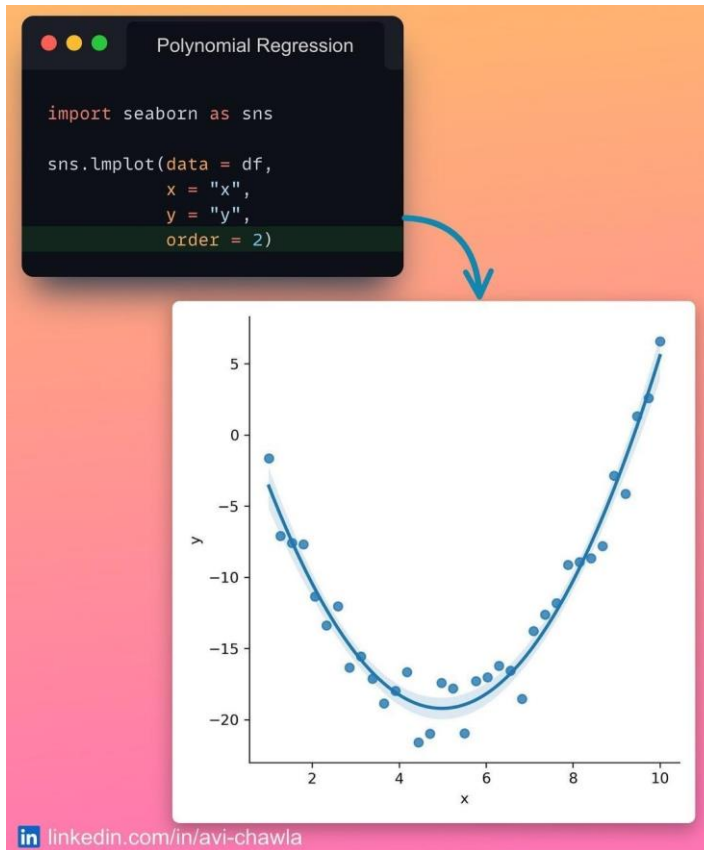 Polynomial Regression
import seaborn as sns
sns.lmplot(data = df,
x = "x",
y = "y",
order = 2)
5
0
−5
−10
−15
−20
y
2 4 6 8 10
x
in linkedin.com/in/avi-chawla